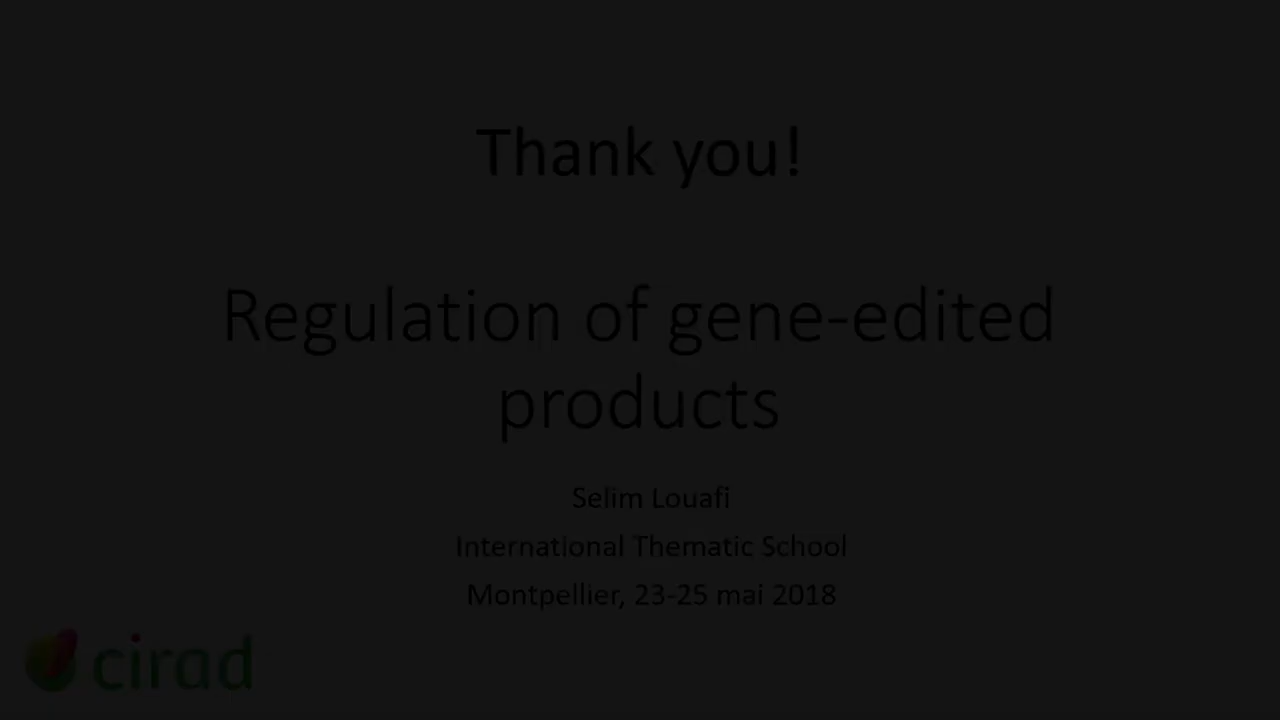 Thank you!
Regulation of gene-edited
products
Selim Louafi
International Thematic School
Montpellier, 23-25 mai 2018
cirad